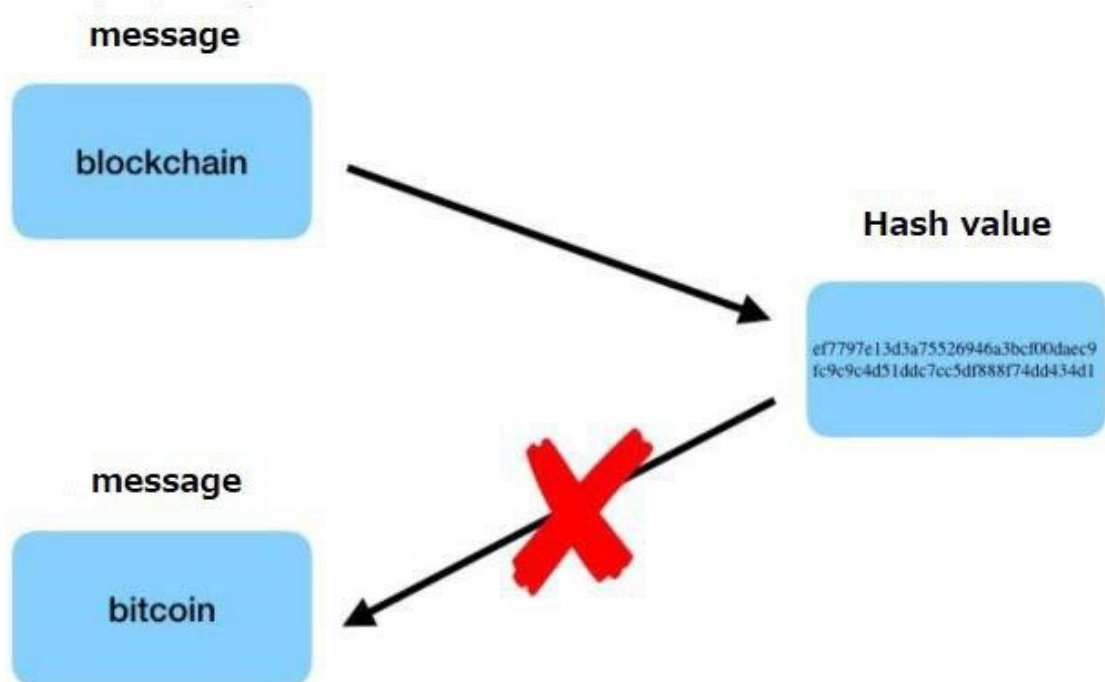 message
blockchain
Hash value
ef7797e13d3a75526946a3bcf00daec9
fc9c9c4d51ddc7cc5df888f74dd434d1
message
bitcoin